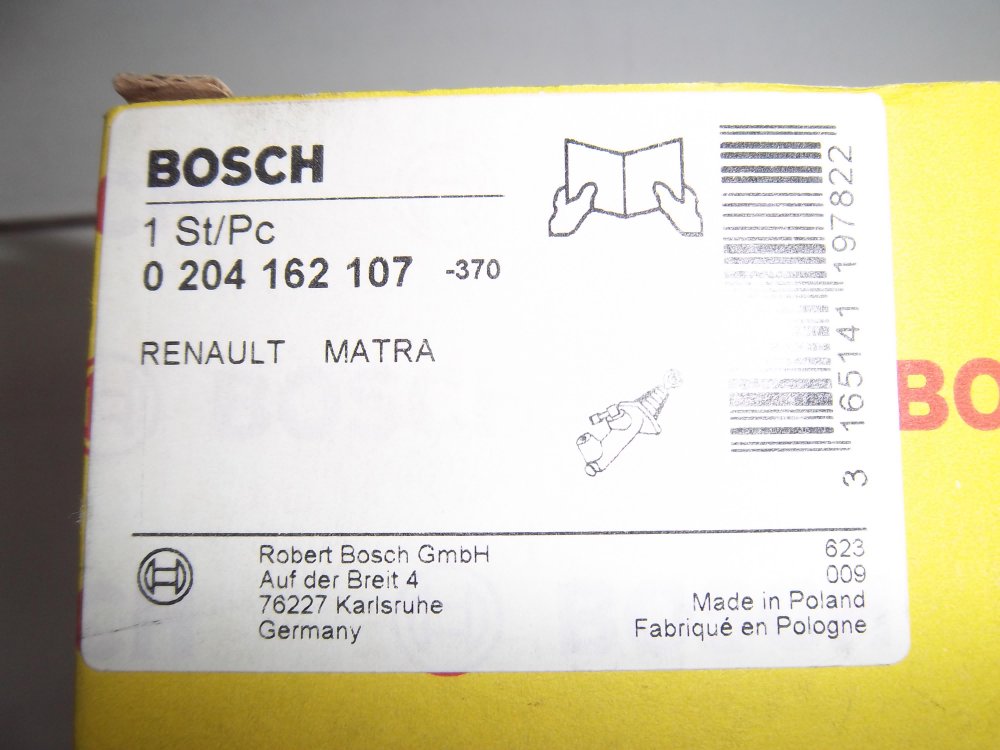 BOSCH
1 St/Pc
0 204 162 107 -370
RENAULT MATRA
3 165141 197822
BO
Robert Bosch GmbH
Auf der Breit 4
76227 Karlsruhe
Germany
623
009
Made in Poland
Fabriqué en Pologne